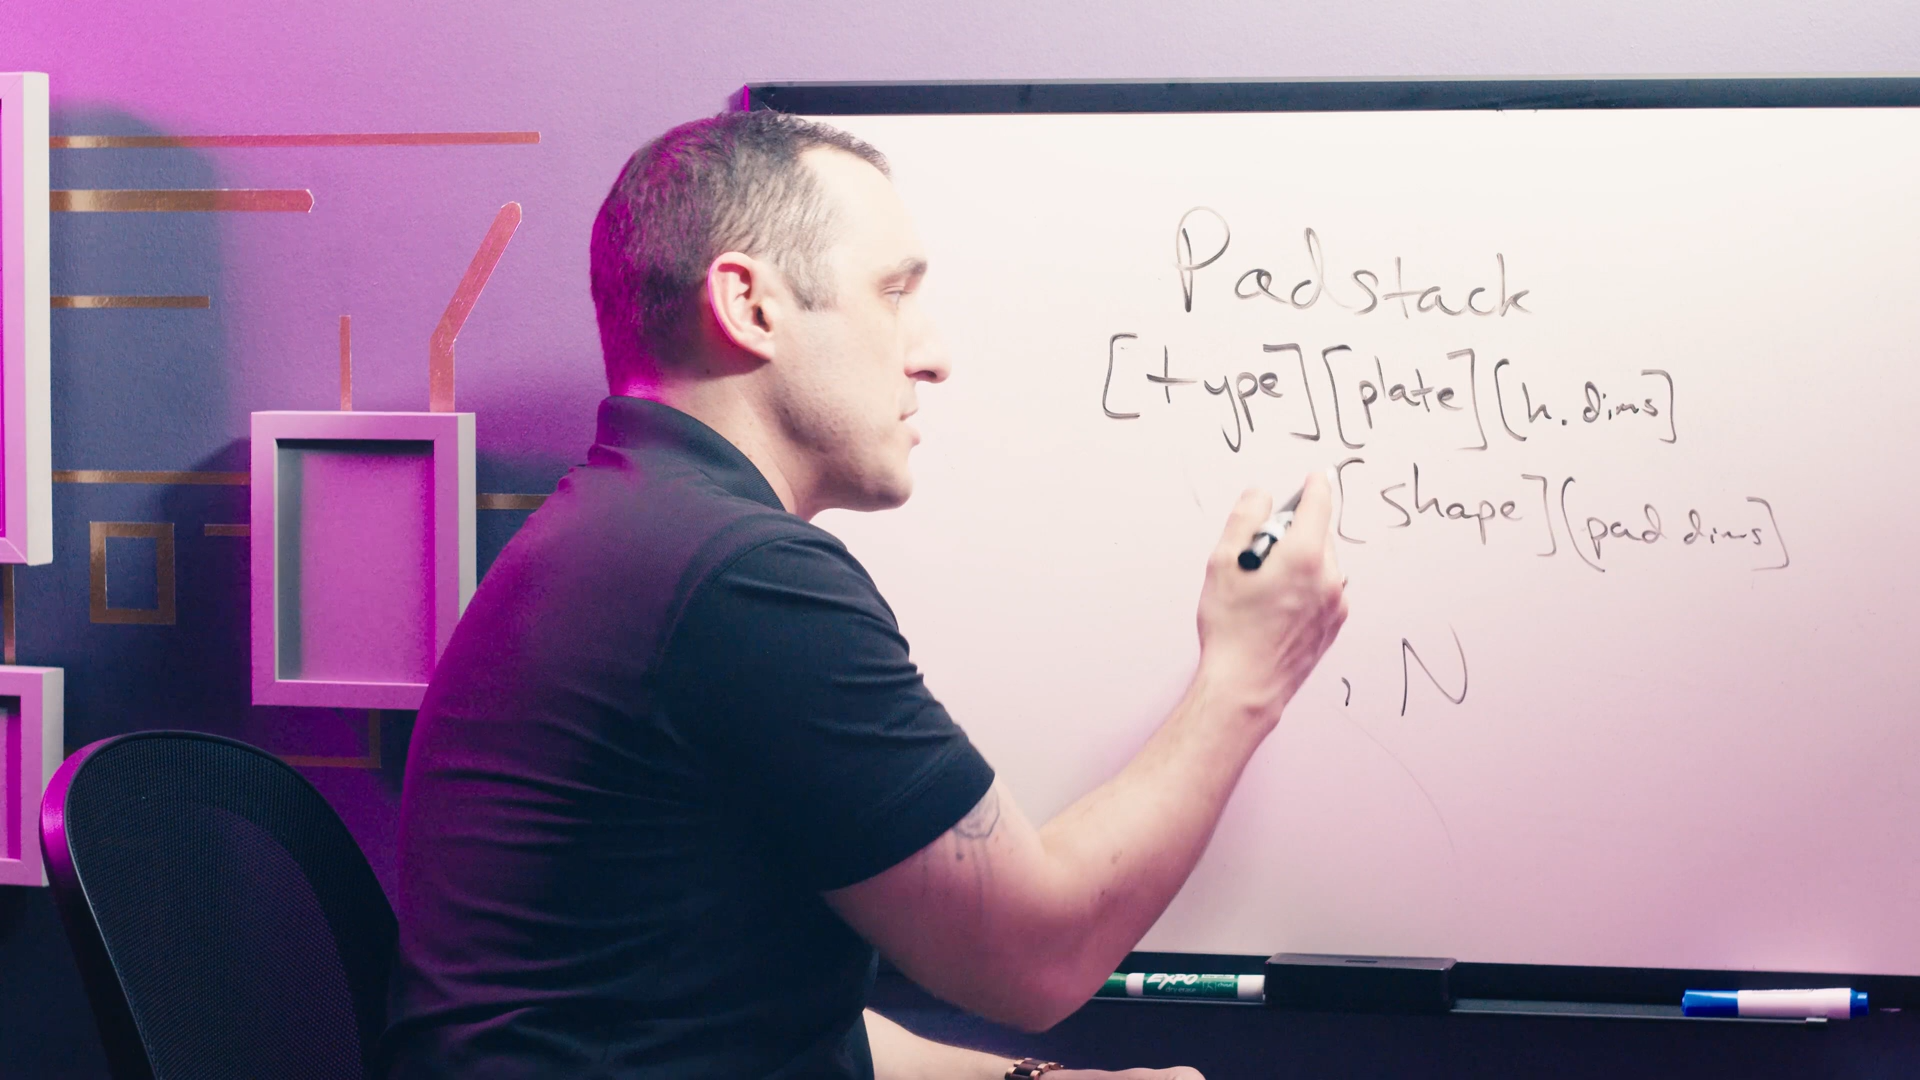 Padstack
[type][plate][h.dims]
[shape][pad dims]
, N
EXPO